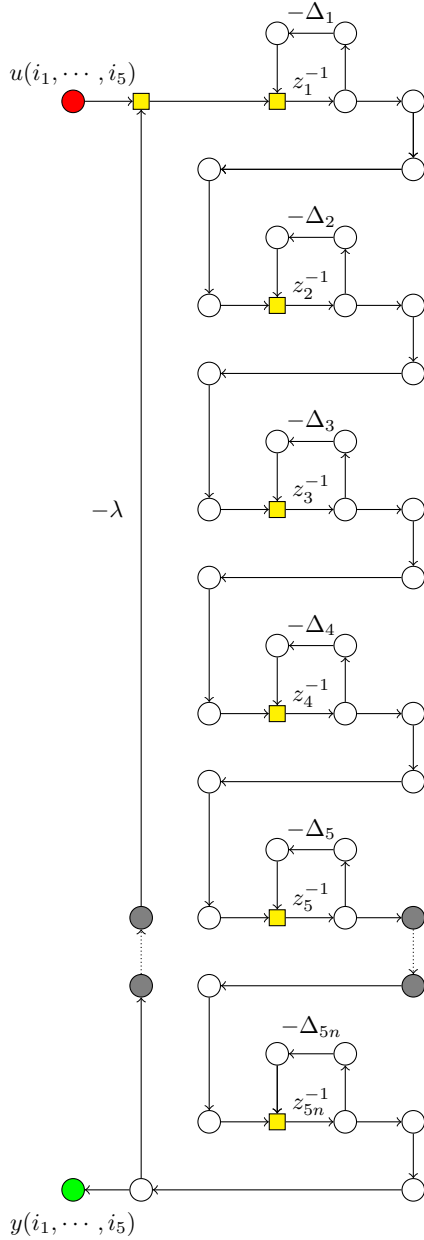 −Δ₁
u(i₁, ⋯ , i₅)
z₁⁻¹
−Δ₂
z₂⁻¹
−Δ₃
z₃⁻¹
−λ
−Δ₄
z₄⁻¹
−Δ₅
z₅⁻¹
−Δ₅ₙ
z₅ₙ⁻¹
y(i₁, ⋯ , i₅)